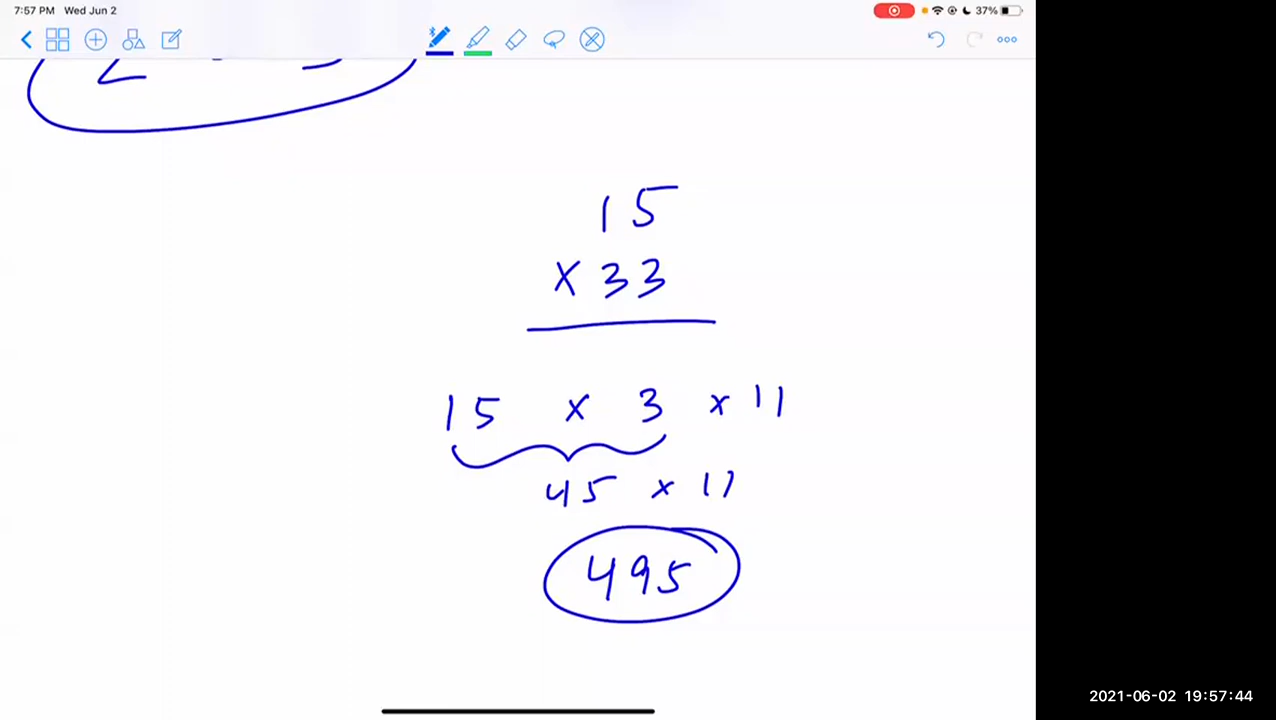 7:57 PM Wed Jun 2
37%
15
x 33
15 x 3 x 11
45 x 11
495
2021-06-02 19:57:44